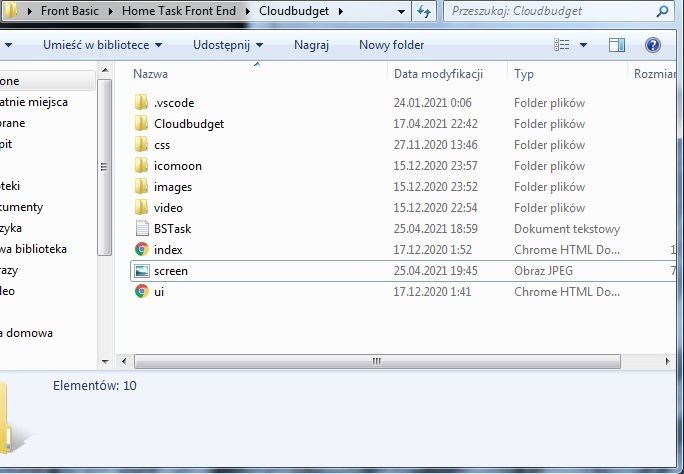 Front Basic Home Task Front End Cloudbudget Przeszukaj: Cloudbudget
Umieść w bibliotece Udostępnij Nagraj Nowy folder
Nazwa Data modyfikacji Typ Rozmiar
.vscode 24.01.2021 0:06 Folder plików
Cloudbudget 17.04.2021 22:42 Folder plików
css 27.11.2020 13:46 Folder plików
icomoon 15.12.2020 23:57 Folder plików
images 15.12.2020 23:52 Folder plików
video 15.12.2020 22:54 Folder plików
BSTask 25.04.2021 18:59 Dokument tekstowy
index 17.12.2020 1:52 Chrome HTML Do... 1
screen 25.04.2021 19:45 Obraz JPEG 7
ui 17.12.2020 1:41 Chrome HTML Do...
one
atnie miejsca
rane
pit
teki
umenty
zyka
wa biblioteka
azy
leo
a domowa
Elementów: 10